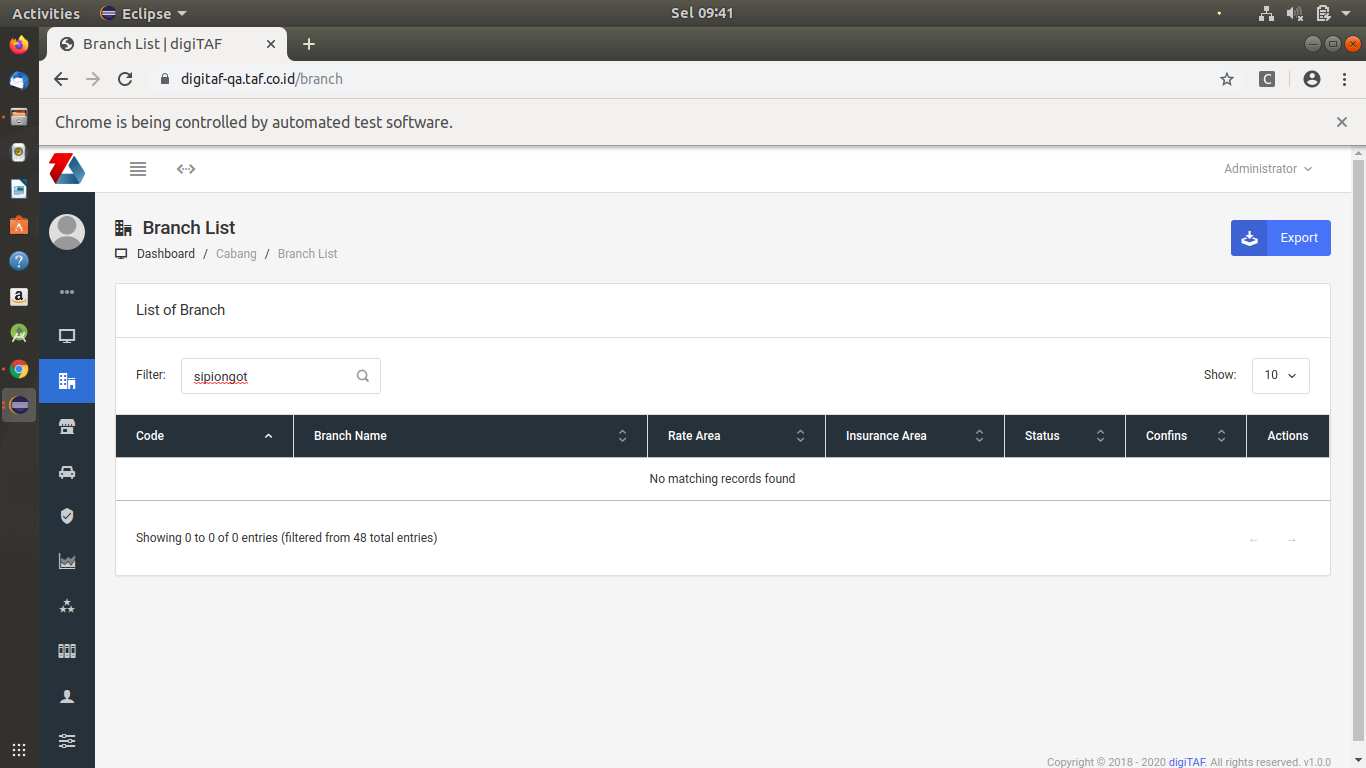 Activities Eclipse Sel 09:41
Branch List | digiTAF
digitaf-qa.taf.co.id/branch
Chrome is being controlled by automated test software.
Administrator
Branch List
Export
Dashboard / Cabang / Branch List
List of Branch
Filter: sipiongot Show: 10
Code Branch Name Rate Area Insurance Area Status Confins Actions
No matching records found
Showing 0 to 0 of 0 entries (filtered from 48 total entries)
← →
Copyright © 2018 - 2020 digiTAF. All rights reserved. v1.0.0